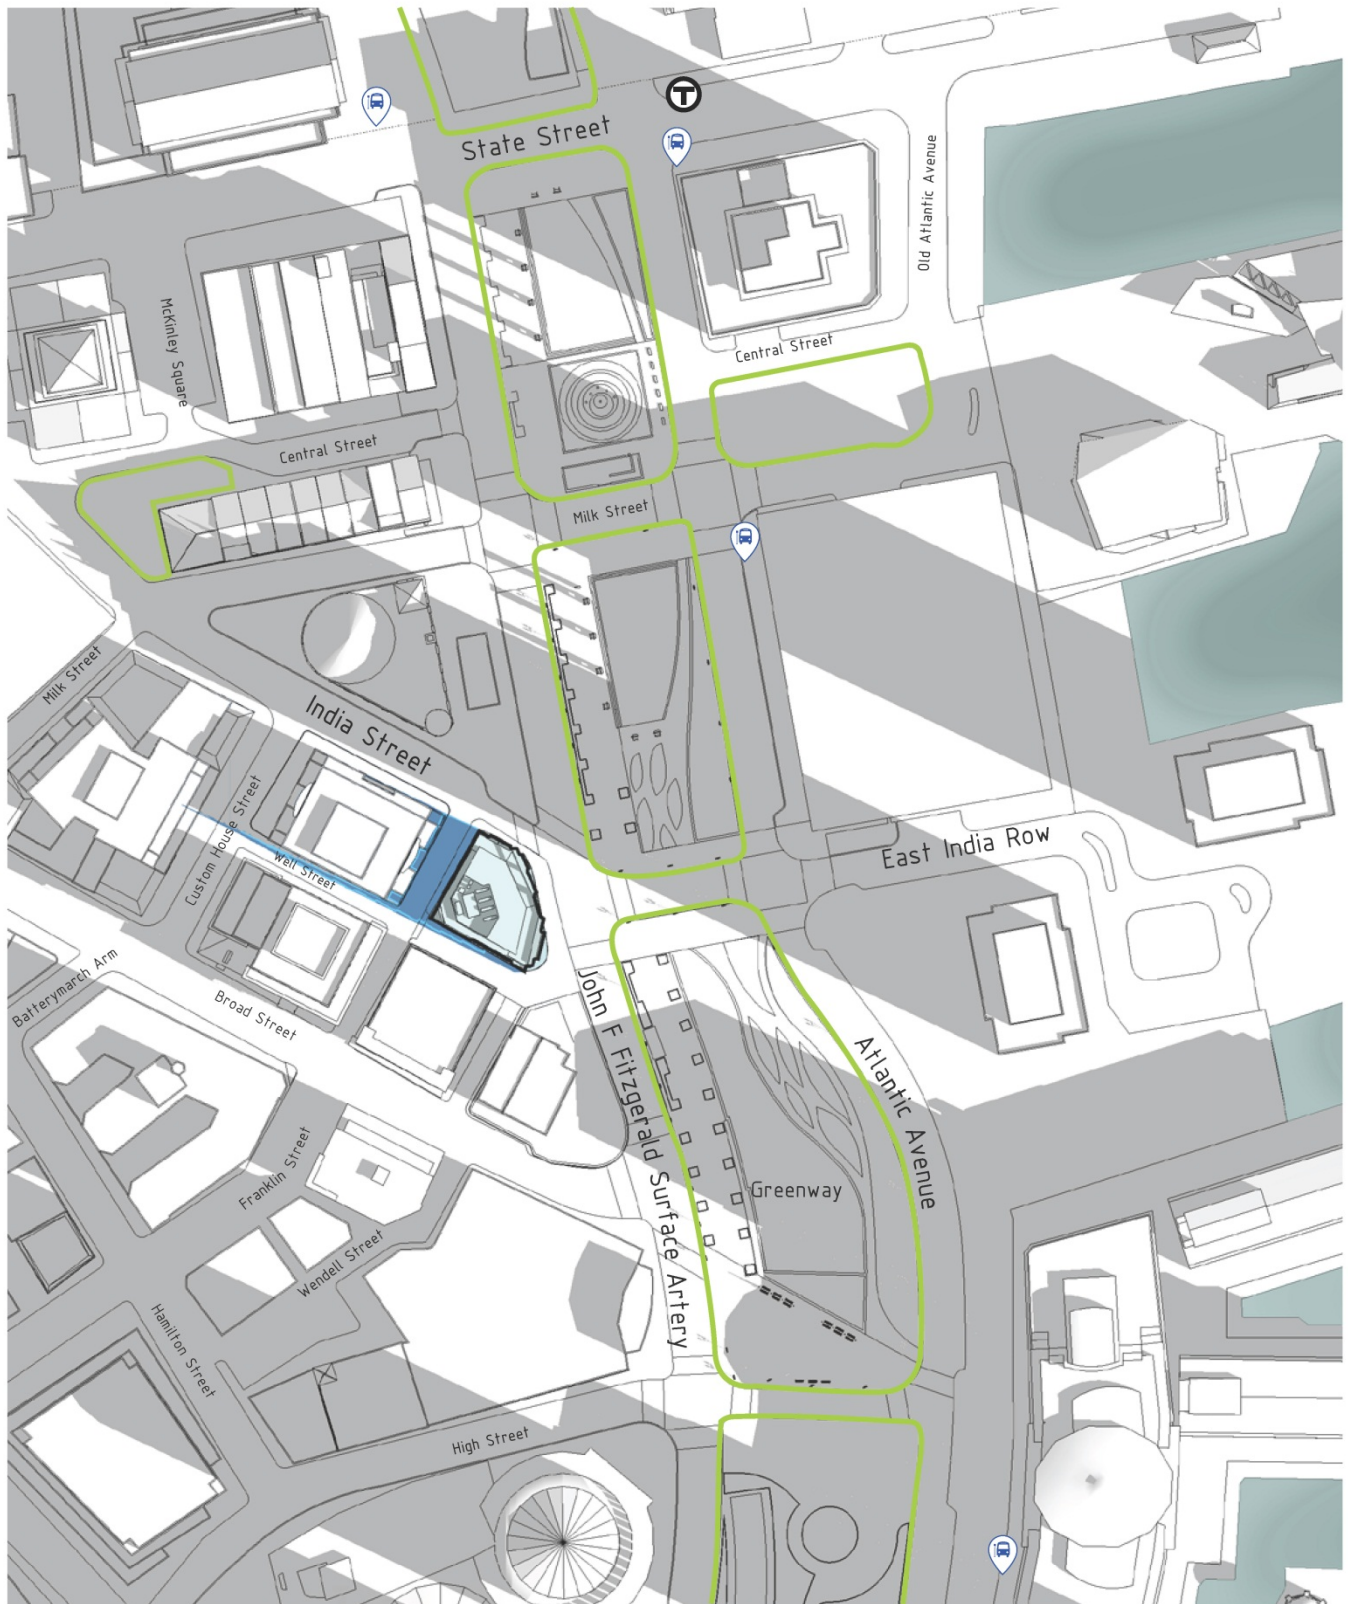 T
State Street
Old Atlantic Avenue
McKinley Square
Central Street
Central Street
Milk Street
Milk Street
India Street
Custom House Street
Well Street
East India Row
Batterymarch Arm
Broad Street
John F Fitzgerald Surface Artery
Atlantic Avenue
Franklin Street
Greenway
Wendell Street
Hamilton Street
High Street